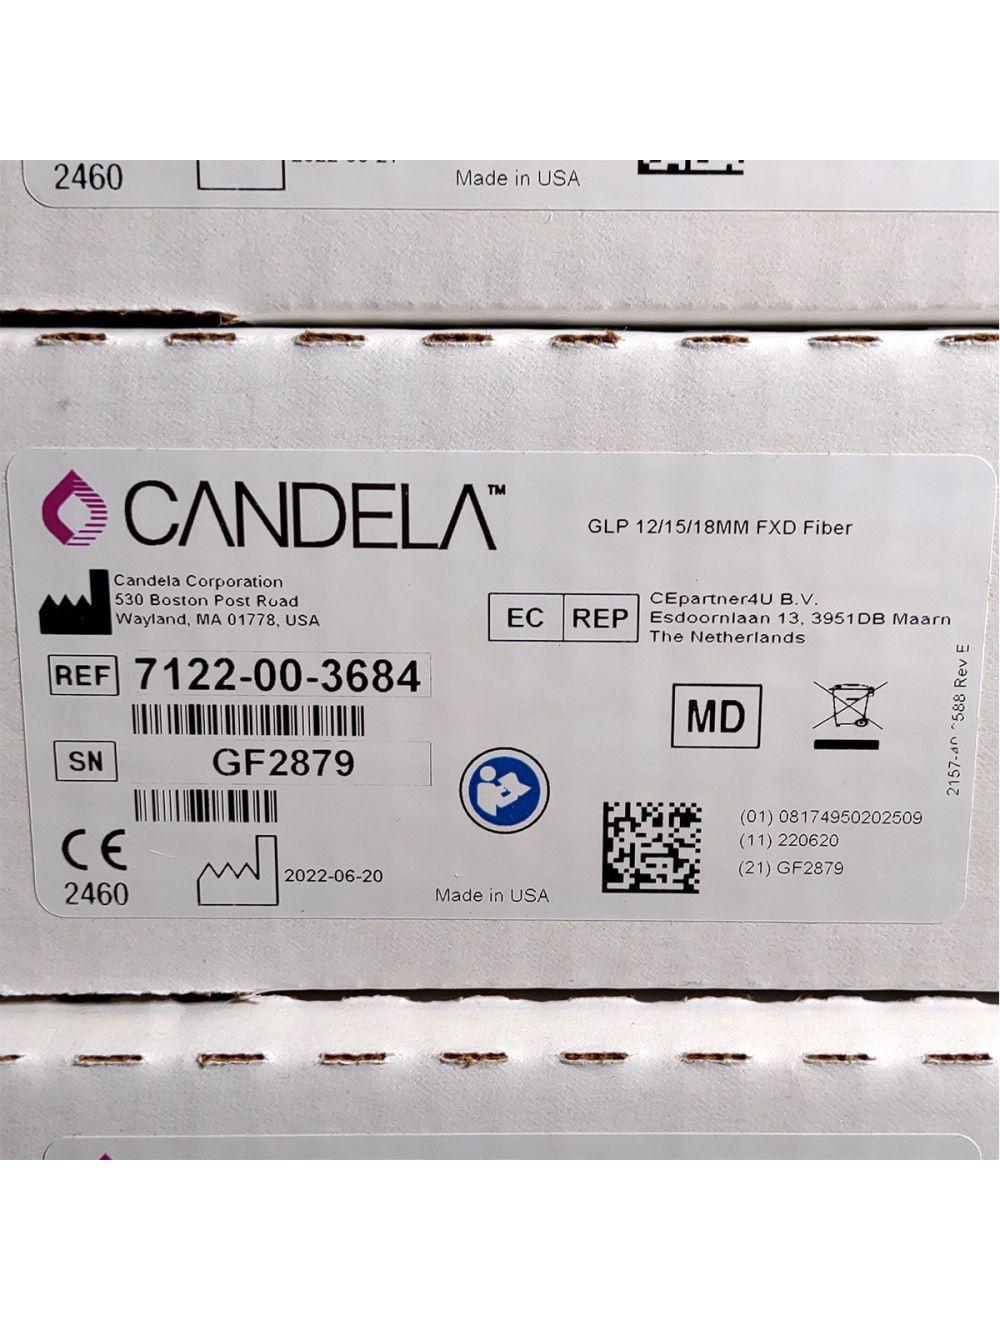 2460
Made in USA
CANDELA™
GLP 12/15/18MM FXD Fiber
Candela Corporation
530 Boston Post Road
Wayland, MA 01778, USA
EC REP
CEpartner4U B.V.
Esdoornlaan 13, 3951DB Maarn
The Netherlands
REF 7122-00-3684
MD
SN GF2879
CE
2460
2022-06-20
Made in USA
(01) 08174950202509
(11) 220620
(21) GF2879
Rev E